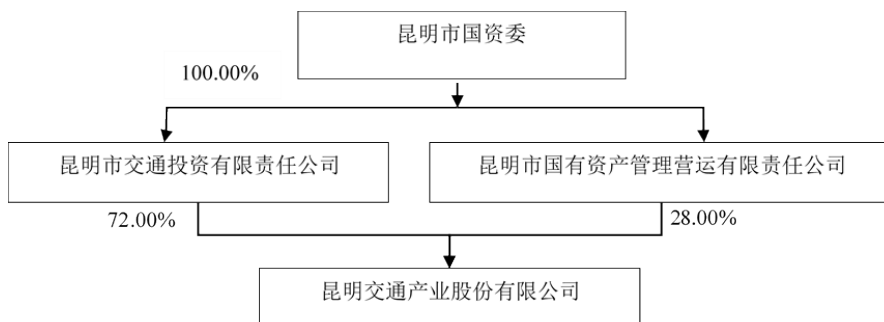 昆明市国资委
100.00%
昆明市交通投资有限责任公司
昆明市国有资产管理营运有限责任公司
72.00%
28.00%
昆明交通产业股份有限公司